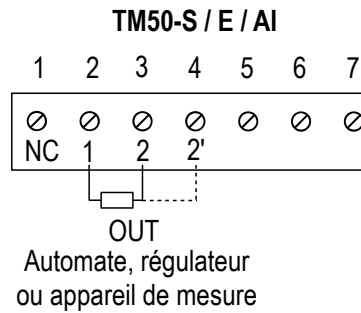 TM50-S / E / AI
1 2 3 4 5 6 7
NC 1 2 2'
OUT
Automate, régulateur
ou appareil de mesure